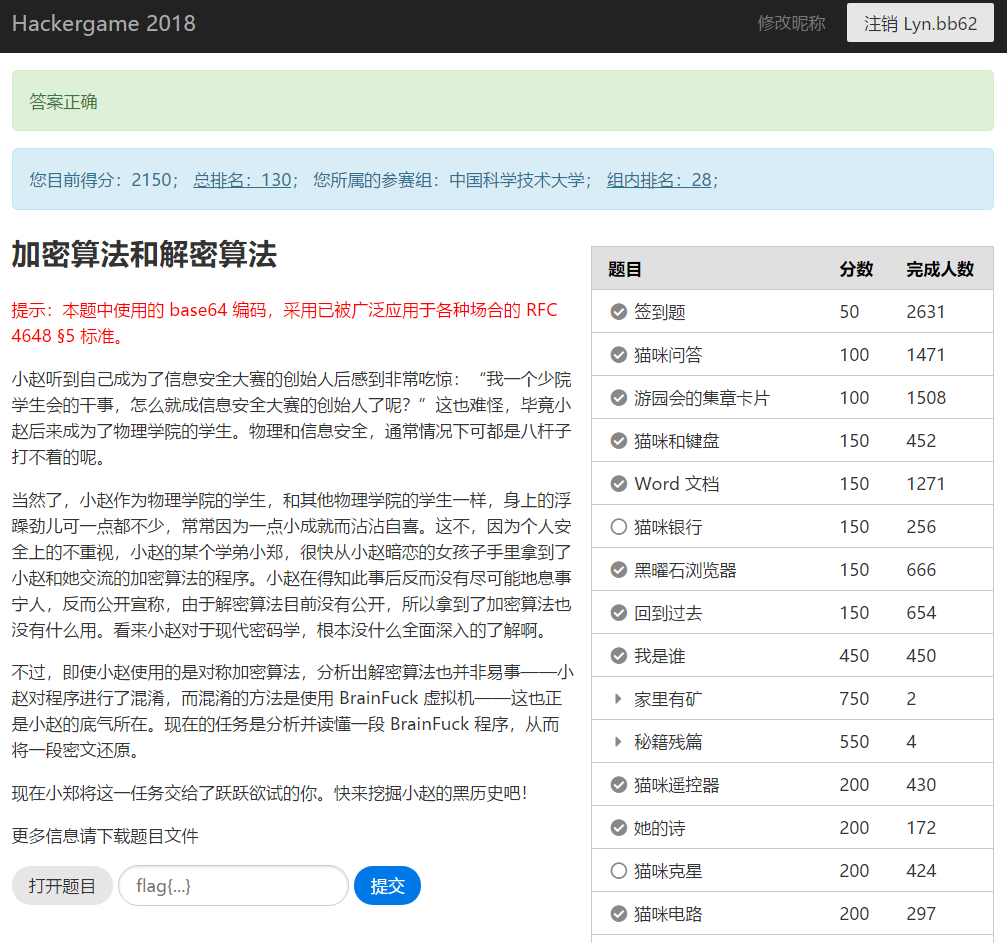 Hackergame 2018
修改昵称
注销 Lyn.bb62
答案正确
您目前得分：2150； 总排名：130； 您所属的参赛组：中国科学技术大学； 组内排名：28；
加密算法和解密算法
提示：本题中使用的 base64 编码，采用已被广泛应用于各种场合的 RFC
4648 §5 标准。
小赵听到自己成为了信息安全大赛的创始人后感到非常吃惊：“我一个少院
学生会的干事，怎么就成信息安全大赛的创始人了呢？”这也难怪，毕竟小
赵后来成为了物理学院的学生。物理和信息安全，通常情况下可都是八杆子
打不着的呢。
当然了，小赵作为物理学院的学生，和其他物理学院的学生一样，身上的浮
躁劲儿可一点都不少，常常因为一点小成就而沾沾自喜。这不，因为个人安
全上的不重视，小赵的某个学弟小郑，很快从小赵暗恋的女孩子手里拿到了
小赵和她交流的加密算法的程序。小赵在得知此事后反而没有尽可能地息事
宁人，反而公开宣称，由于解密算法目前没有公开，所以拿到了加密算法也
没有什么用。看来小赵对于现代密码学，根本没什么全面深入的了解啊。
不过，即使小赵使用的是对称加密算法，分析出解密算法也并非易事——小
赵对程序进行了混淆，而混淆的方法是使用 BrainFuck 虚拟机——这也正
是小赵的底气所在。现在的任务是分析并读懂一段 BrainFuck 程序，从而
将一段密文还原。
现在小郑将这一任务交给了跃跃欲试的你。快来挖掘小赵的黑历史吧！
更多信息请下载题目文件
打开题目 flag{...} 提交
题目 分数 完成人数
签到题 50 2631
猫咪问答 100 1471
游园会的集章卡片 100 1508
猫咪和键盘 150 452
Word 文档 150 1271
猫咪银行 150 256
黑曜石浏览器 150 666
回到过去 150 654
我是谁 450 450
家里有矿 750 2
秘籍残篇 550 4
猫咪遥控器 200 430
她的诗 200 172
猫咪克星 200 424
猫咪电路 200 297